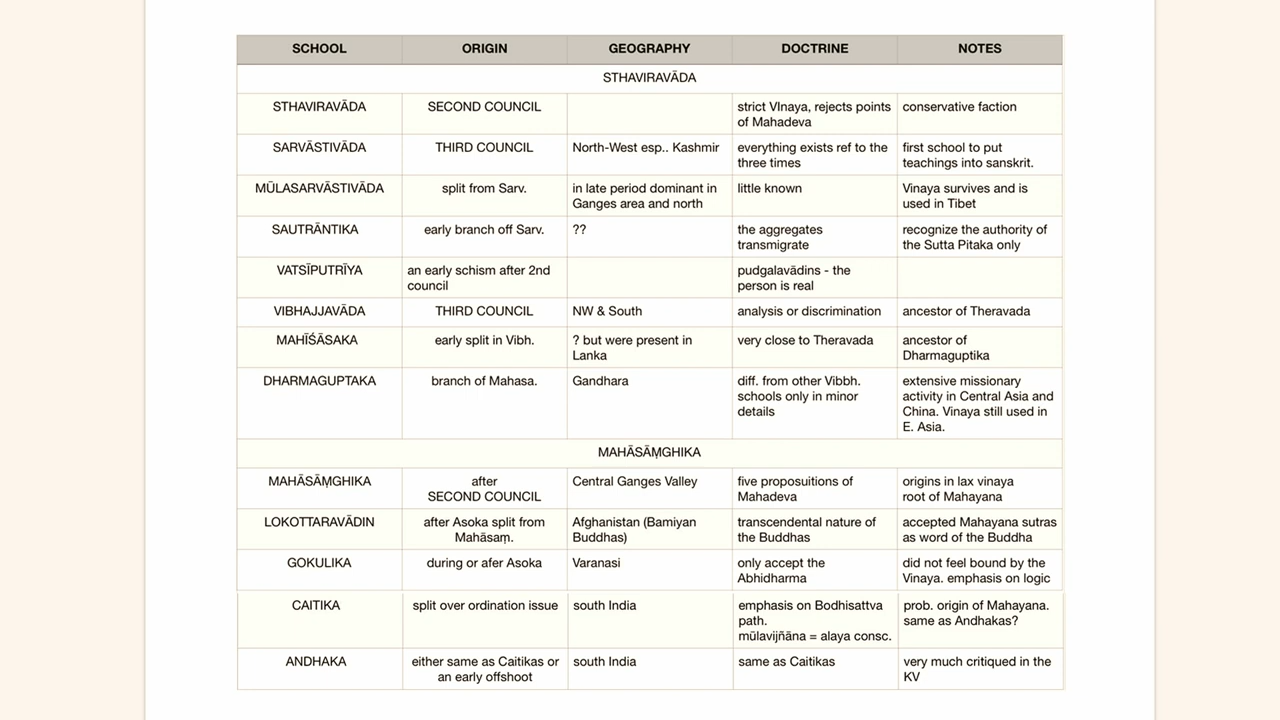 SCHOOL ORIGIN GEOGRAPHY DOCTRINE NOTES
STHAVIRAVĀDA
STHAVIRAVĀDA SECOND COUNCIL strict VInaya, rejects points conservative faction
of Mahadeva
SARVĀSTIVĀDA THIRD COUNCIL North-West esp.. Kashmir everything exists ref to the first school to put
three times teachings into sanskrit.
MŪLASARVĀSTIVĀDA split from Sarv. in late period dominant in little known Vinaya survives and is
Ganges area and north used in Tibet
SAUTRĀNTIKA early branch off Sarv. ?? the aggregates recognize the authority of
transmigrate the Sutta Pitaka only
VATSĪPUTRĪYA an early schism after 2nd pudgalavādins - the
council person is real
VIBHAJJAVĀDA THIRD COUNCIL NW & South analysis or discrimination ancestor of Theravada
MAHĪŚĀSAKA early split in Vibh. ? but were present in very close to Theravada ancestor of
Lanka Dharmaguptika
DHARMAGUPTAKA branch of Mahasa. Gandhara diff. from other Vibbh. extensive missionary
schools only in minor activity in Central Asia and
details China. Vinaya still used in
E. Asia.
MAHĀSĀṂGHIKA
MAHĀSĀṂGHIKA after Central Ganges Valley five proposituitions of origins in lax vinaya
SECOND COUNCIL Mahadeva root of Mahayana
LOKOTTARAVĀDIN after Asoka split from Afghanistan (Bamiyan transcendental nature of accepted Mahayana sutras
Mahāsaṃ. Buddhas) the Buddhas as word of the Buddha
GOKULIKA during or afer Asoka Varanasi only accept the did not feel bound by the
Abhidharma Vinaya. emphasis on logic
CAITIKA split over ordination issue south India emphasis on Bodhisattva prob. origin of Mahayana.
path. same as Andhakas?
mūlavijñāna = alaya consc.
ANDHAKA either same as Caitikas or south India same as Caitikas very much critiqued in the
an early offshoot KV